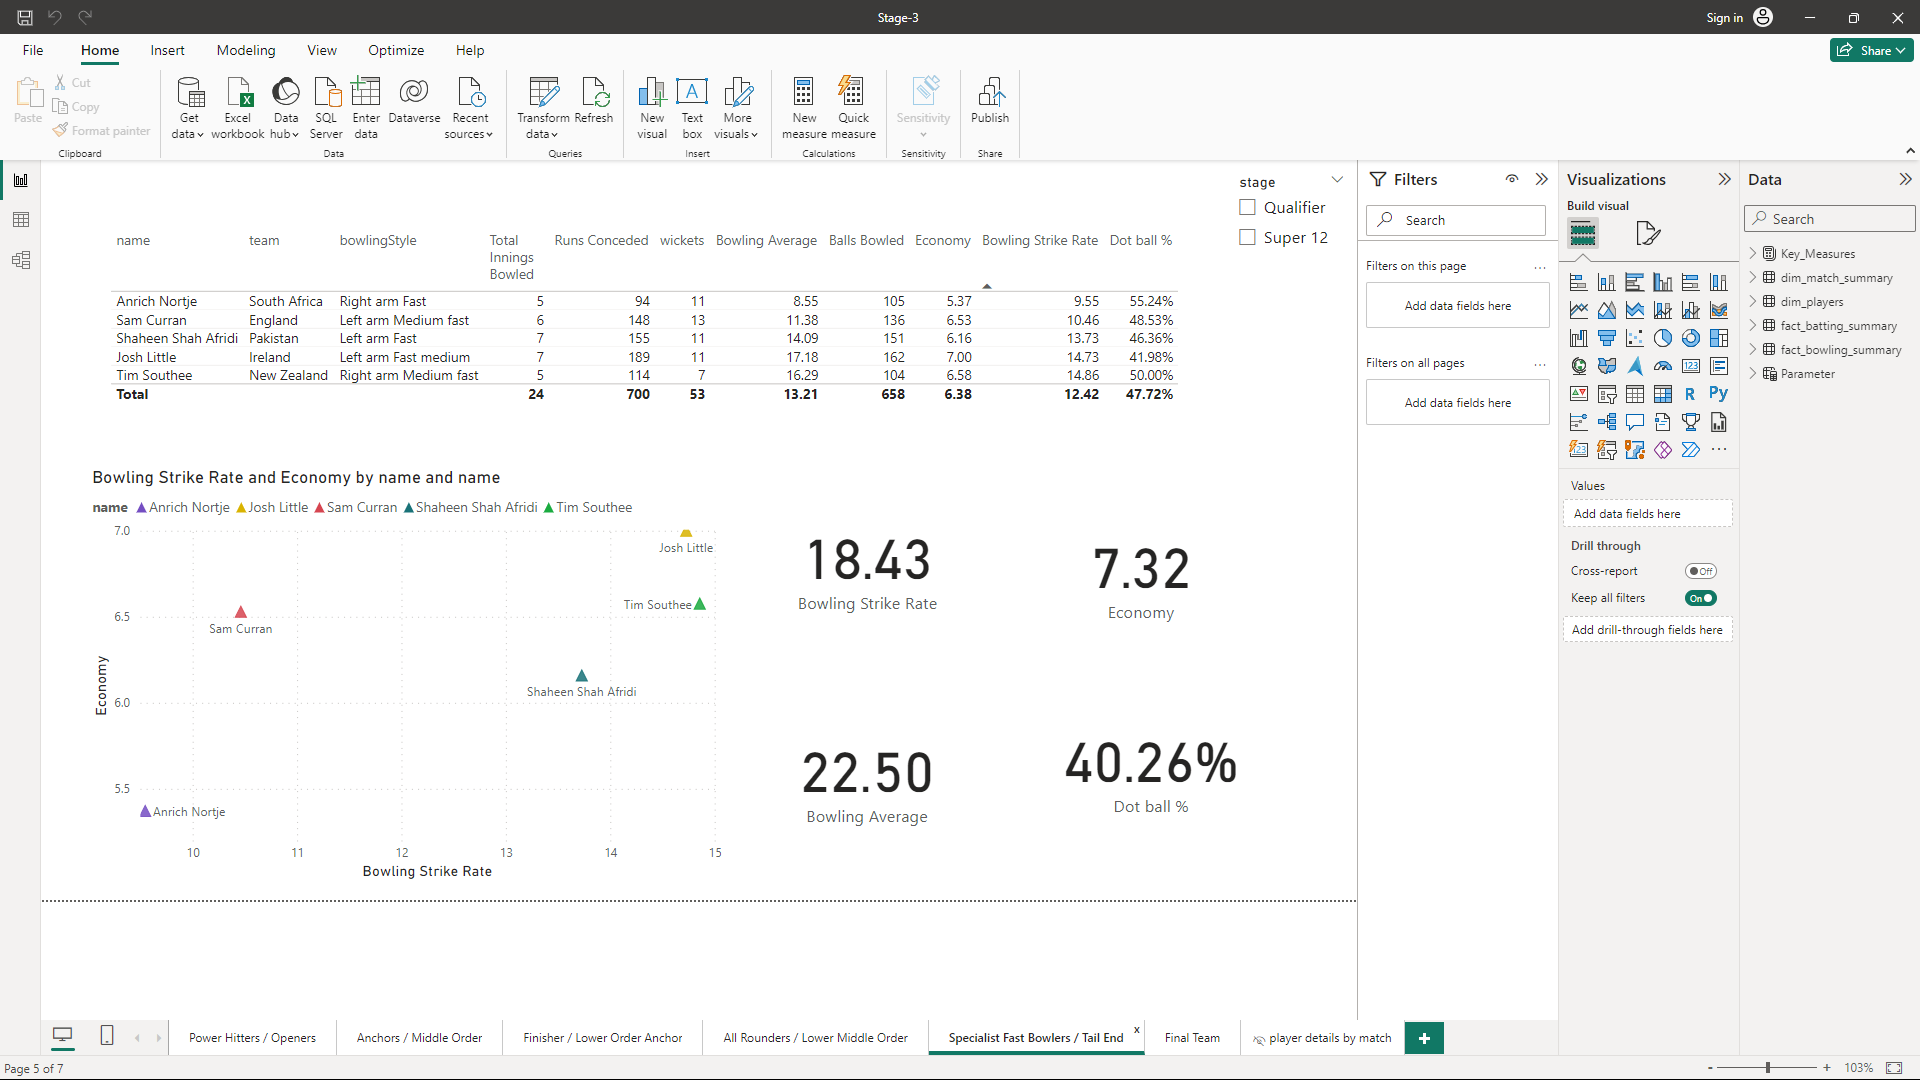 Stage-3
Sign in
File Home Insert Modeling View Optimize Help
Share
Paste
Cut
Copy
Format painter
Clipboard
Get data
Excel workbook
Data hub
SQL Server
Enter data
Dataverse
Recent sources
Data
Transform data
Refresh
Queries
New visual
Text box
More visuals
Insert
New measure
Quick measure
Calculations
Sensitivity
Sensitivity
Publish
Share
stage
Qualifier
Super 12
name team bowlingStyle Total Innings Bowled Runs Conceded wickets Bowling Average Balls Bowled Economy Bowling Strike Rate Dot ball %
Anrich Nortje South Africa Right arm Fast 5 94 11 8.55 105 5.37 9.55 55.24%
Sam Curran England Left arm Medium fast 6 148 13 11.38 136 6.53 10.46 48.53%
Shaheen Shah Afridi Pakistan Left arm Fast 7 155 11 14.09 151 6.16 13.73 46.36%
Josh Little Ireland Left arm Fast medium 7 189 11 17.18 162 7.00 14.73 41.98%
Tim Southee New Zealand Right arm Medium fast 5 114 7 16.29 104 6.58 14.86 50.00%
Total 24 700 53 13.21 658 6.38 12.42 47.72%
Bowling Strike Rate and Economy by name and name
name Anrich Nortje Josh Little Sam Curran Shaheen Shah Afridi Tim Southee
7.0
6.5
6.0
5.5
Economy
Josh Little
Tim Southee
Sam Curran
Shaheen Shah Afridi
Anrich Nortje
10 11 12 13 14 15
Bowling Strike Rate
18.43
Bowling Strike Rate
7.32
Economy
22.50
Bowling Average
40.26%
Dot ball %
Filters
Search
Filters on this page
...
Add data fields here
Filters on all pages
...
Add data fields here
Visualizations
Build visual
123
R
Py
123
...
Values
Add data fields here
Drill through
Cross-report
Off
Keep all filters
On
Add drill-through fields here
Data
Search
Key_Measures
dim_match_summary
dim_players
fact_batting_summary
fact_bowling_summary
Parameter
Power Hitters / Openers
Anchors / Middle Order
Finisher / Lower Order Anchor
All Rounders / Lower Middle Order
Specialist Fast Bowlers / Tail End
x
Final Team
player details by match
+
Page 5 of 7
- + 103%